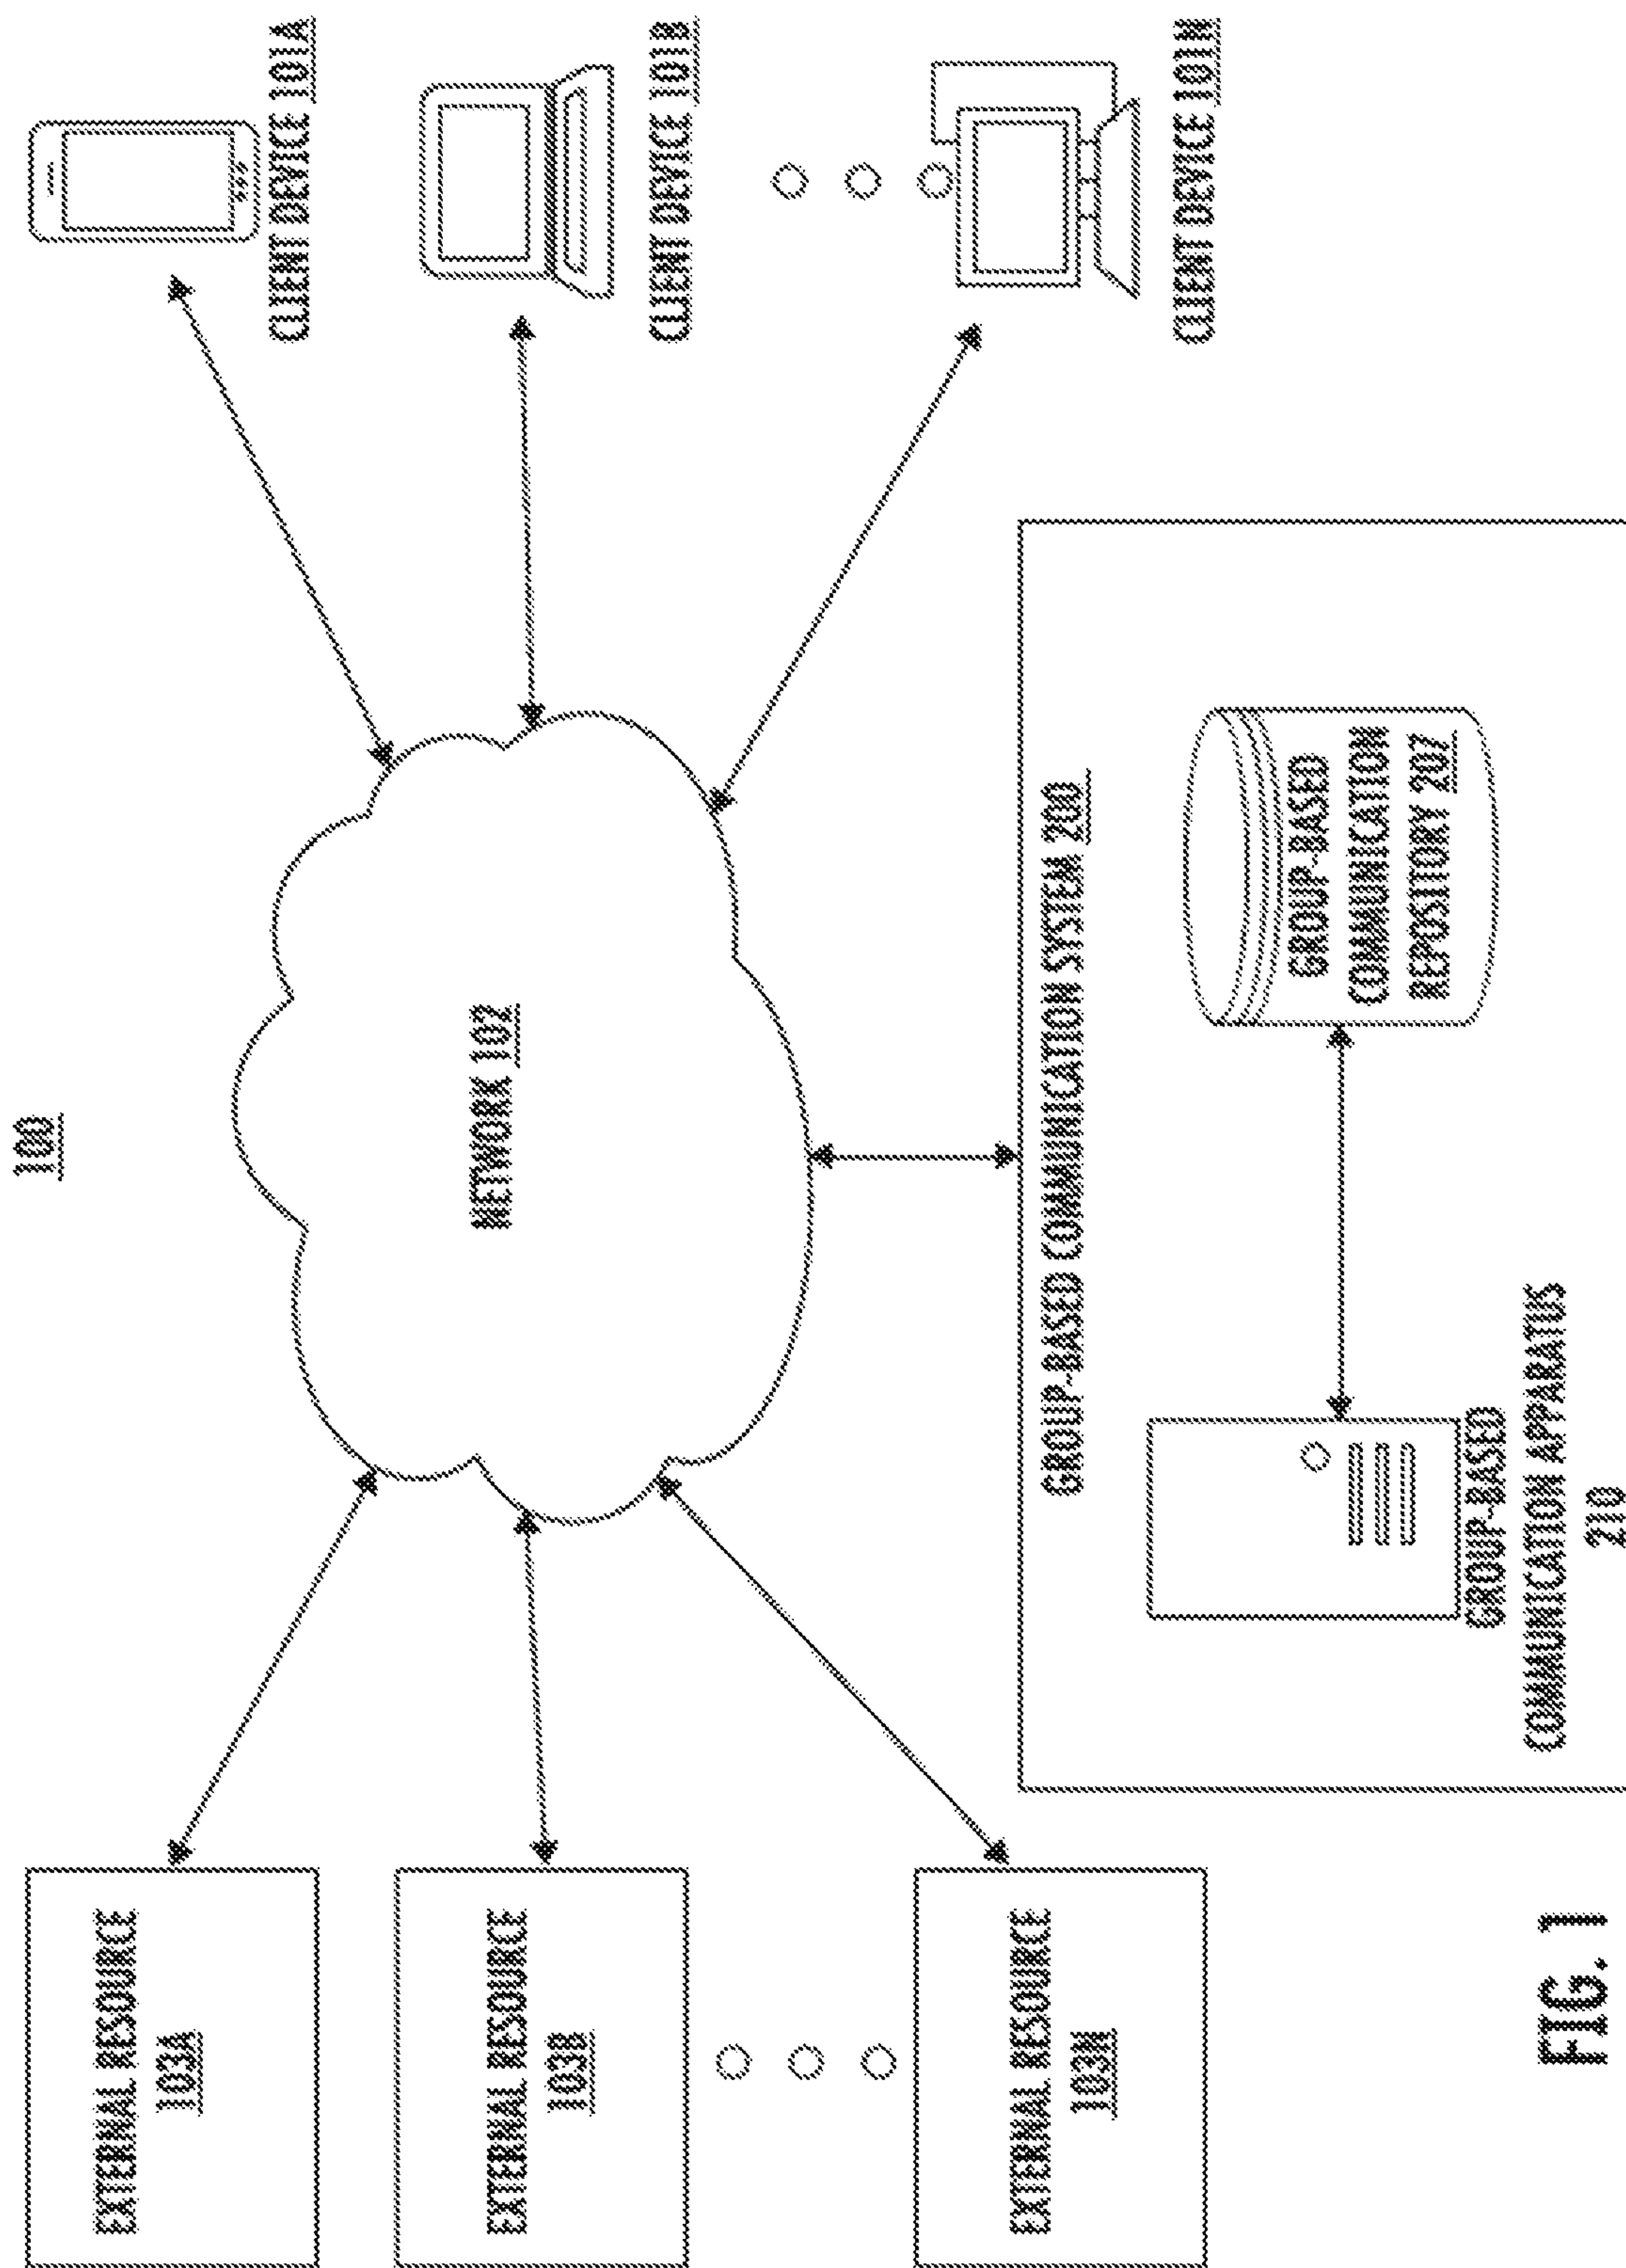 100
EXTERNAL RESOURCE
103A
EXTERNAL RESOURCE
103B
EXTERNAL RESOURCE
103N
NETWORK 102
CLIENT DEVICE 101A
CLIENT DEVICE 101B
CLIENT DEVICE 101N
GROUP-BASED COMMUNICATION SYSTEM 200
GROUP-BASED
COMMUNICATION APPARATUS
210
GROUP-BASED
COMMUNICATION
REPOSITORY 207
FIG. 1